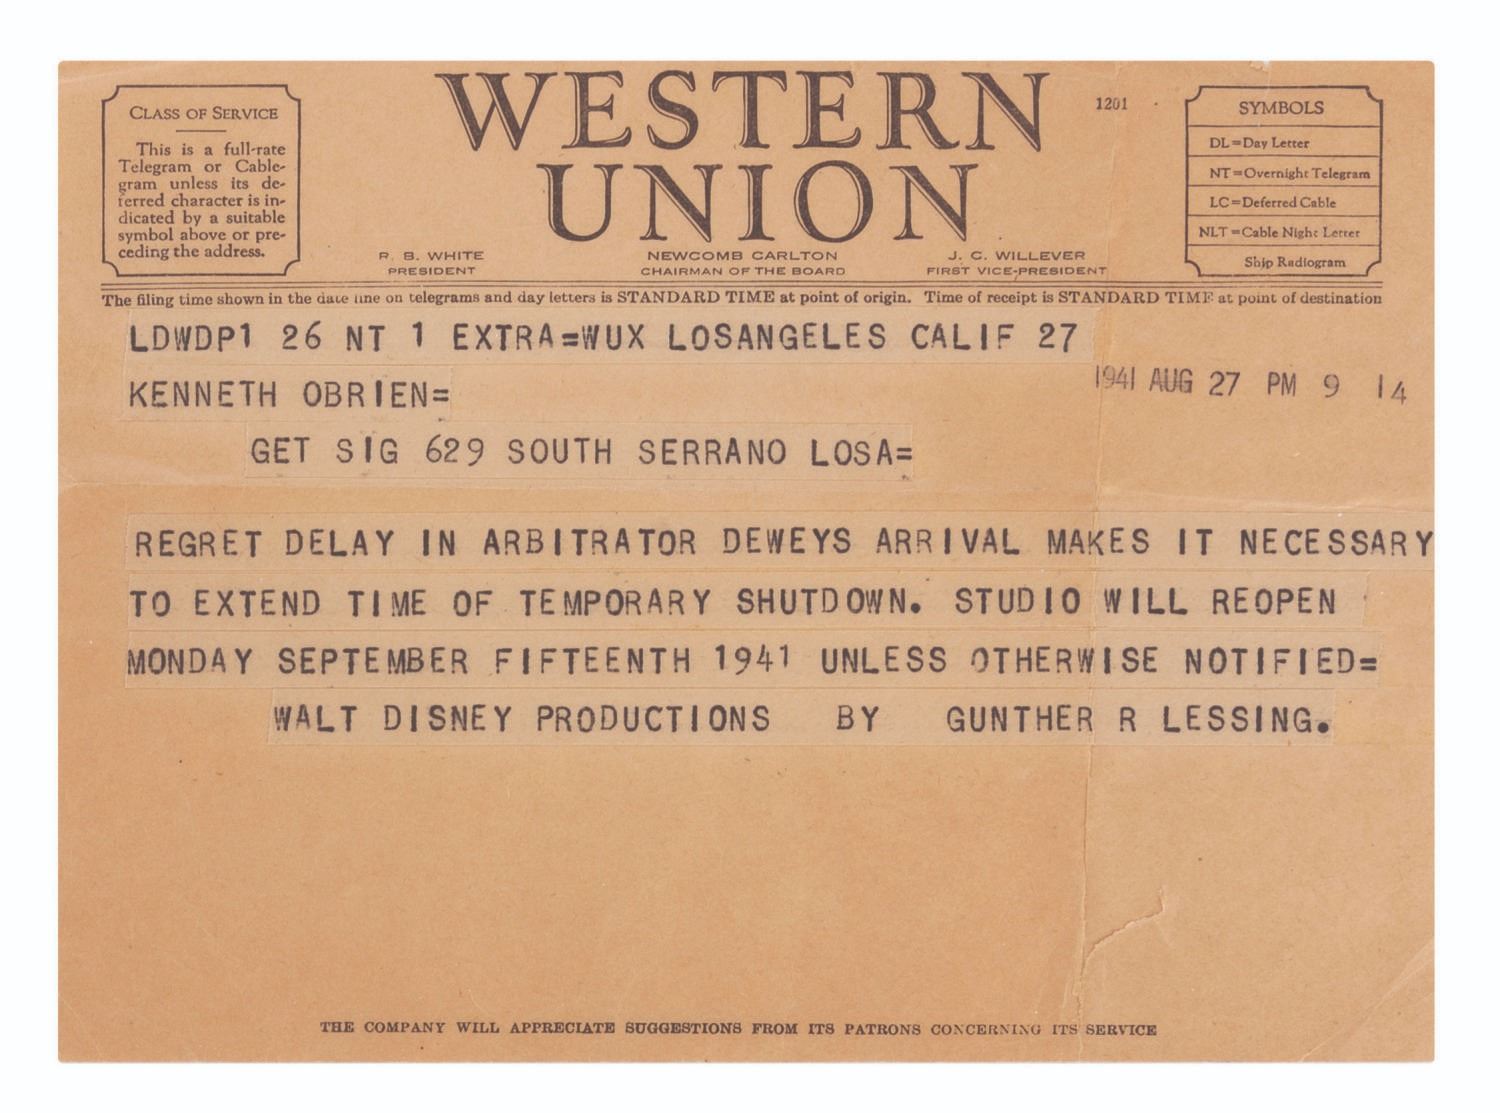 WESTERN
UNION
1201
CLASS OF SERVICE
This is a full-rate
Telegram or Cable-
gram unless its de-
ferred character is in-
dicated by a suitable
symbol above or pre-
ceding the address.
SYMBOLS
DL=Day Letter
NT=Overnight Telegram
LC=Deferred Cable
NLT=Cable Night Letter
Ship Radiogram
R. B. WHITE
PRESIDENT
NEWCOMB CARLTON
CHAIRMAN OF THE BOARD
J. C. WILLEVER
FIRST VICE-PRESIDENT
The filing time shown in the date line on telegrams and day letters is STANDARD TIME at point of origin. Time of receipt is STANDARD TIME at point of destination
LDWDP1 26 NT 1 EXTRA=WUX LOSANGELES CALIF 27
1941 AUG 27 PM 9 14
KENNETH OBRIEN=
GET SIG 629 SOUTH SERRANO LOSA=
REGRET DELAY IN ARBITRATOR DEWEYS ARRIVAL MAKES IT NECESSARY
TO EXTEND TIME OF TEMPORARY SHUTDOWN. STUDIO WILL REOPEN
MONDAY SEPTEMBER FIFTEENTH 1941 UNLESS OTHERWISE NOTIFIED=
WALT DISNEY PRODUCTIONS BY GUNTHER R LESSING.
THE COMPANY WILL APPRECIATE SUGGESTIONS FROM ITS PATRONS CONCERNING ITS SERVICE